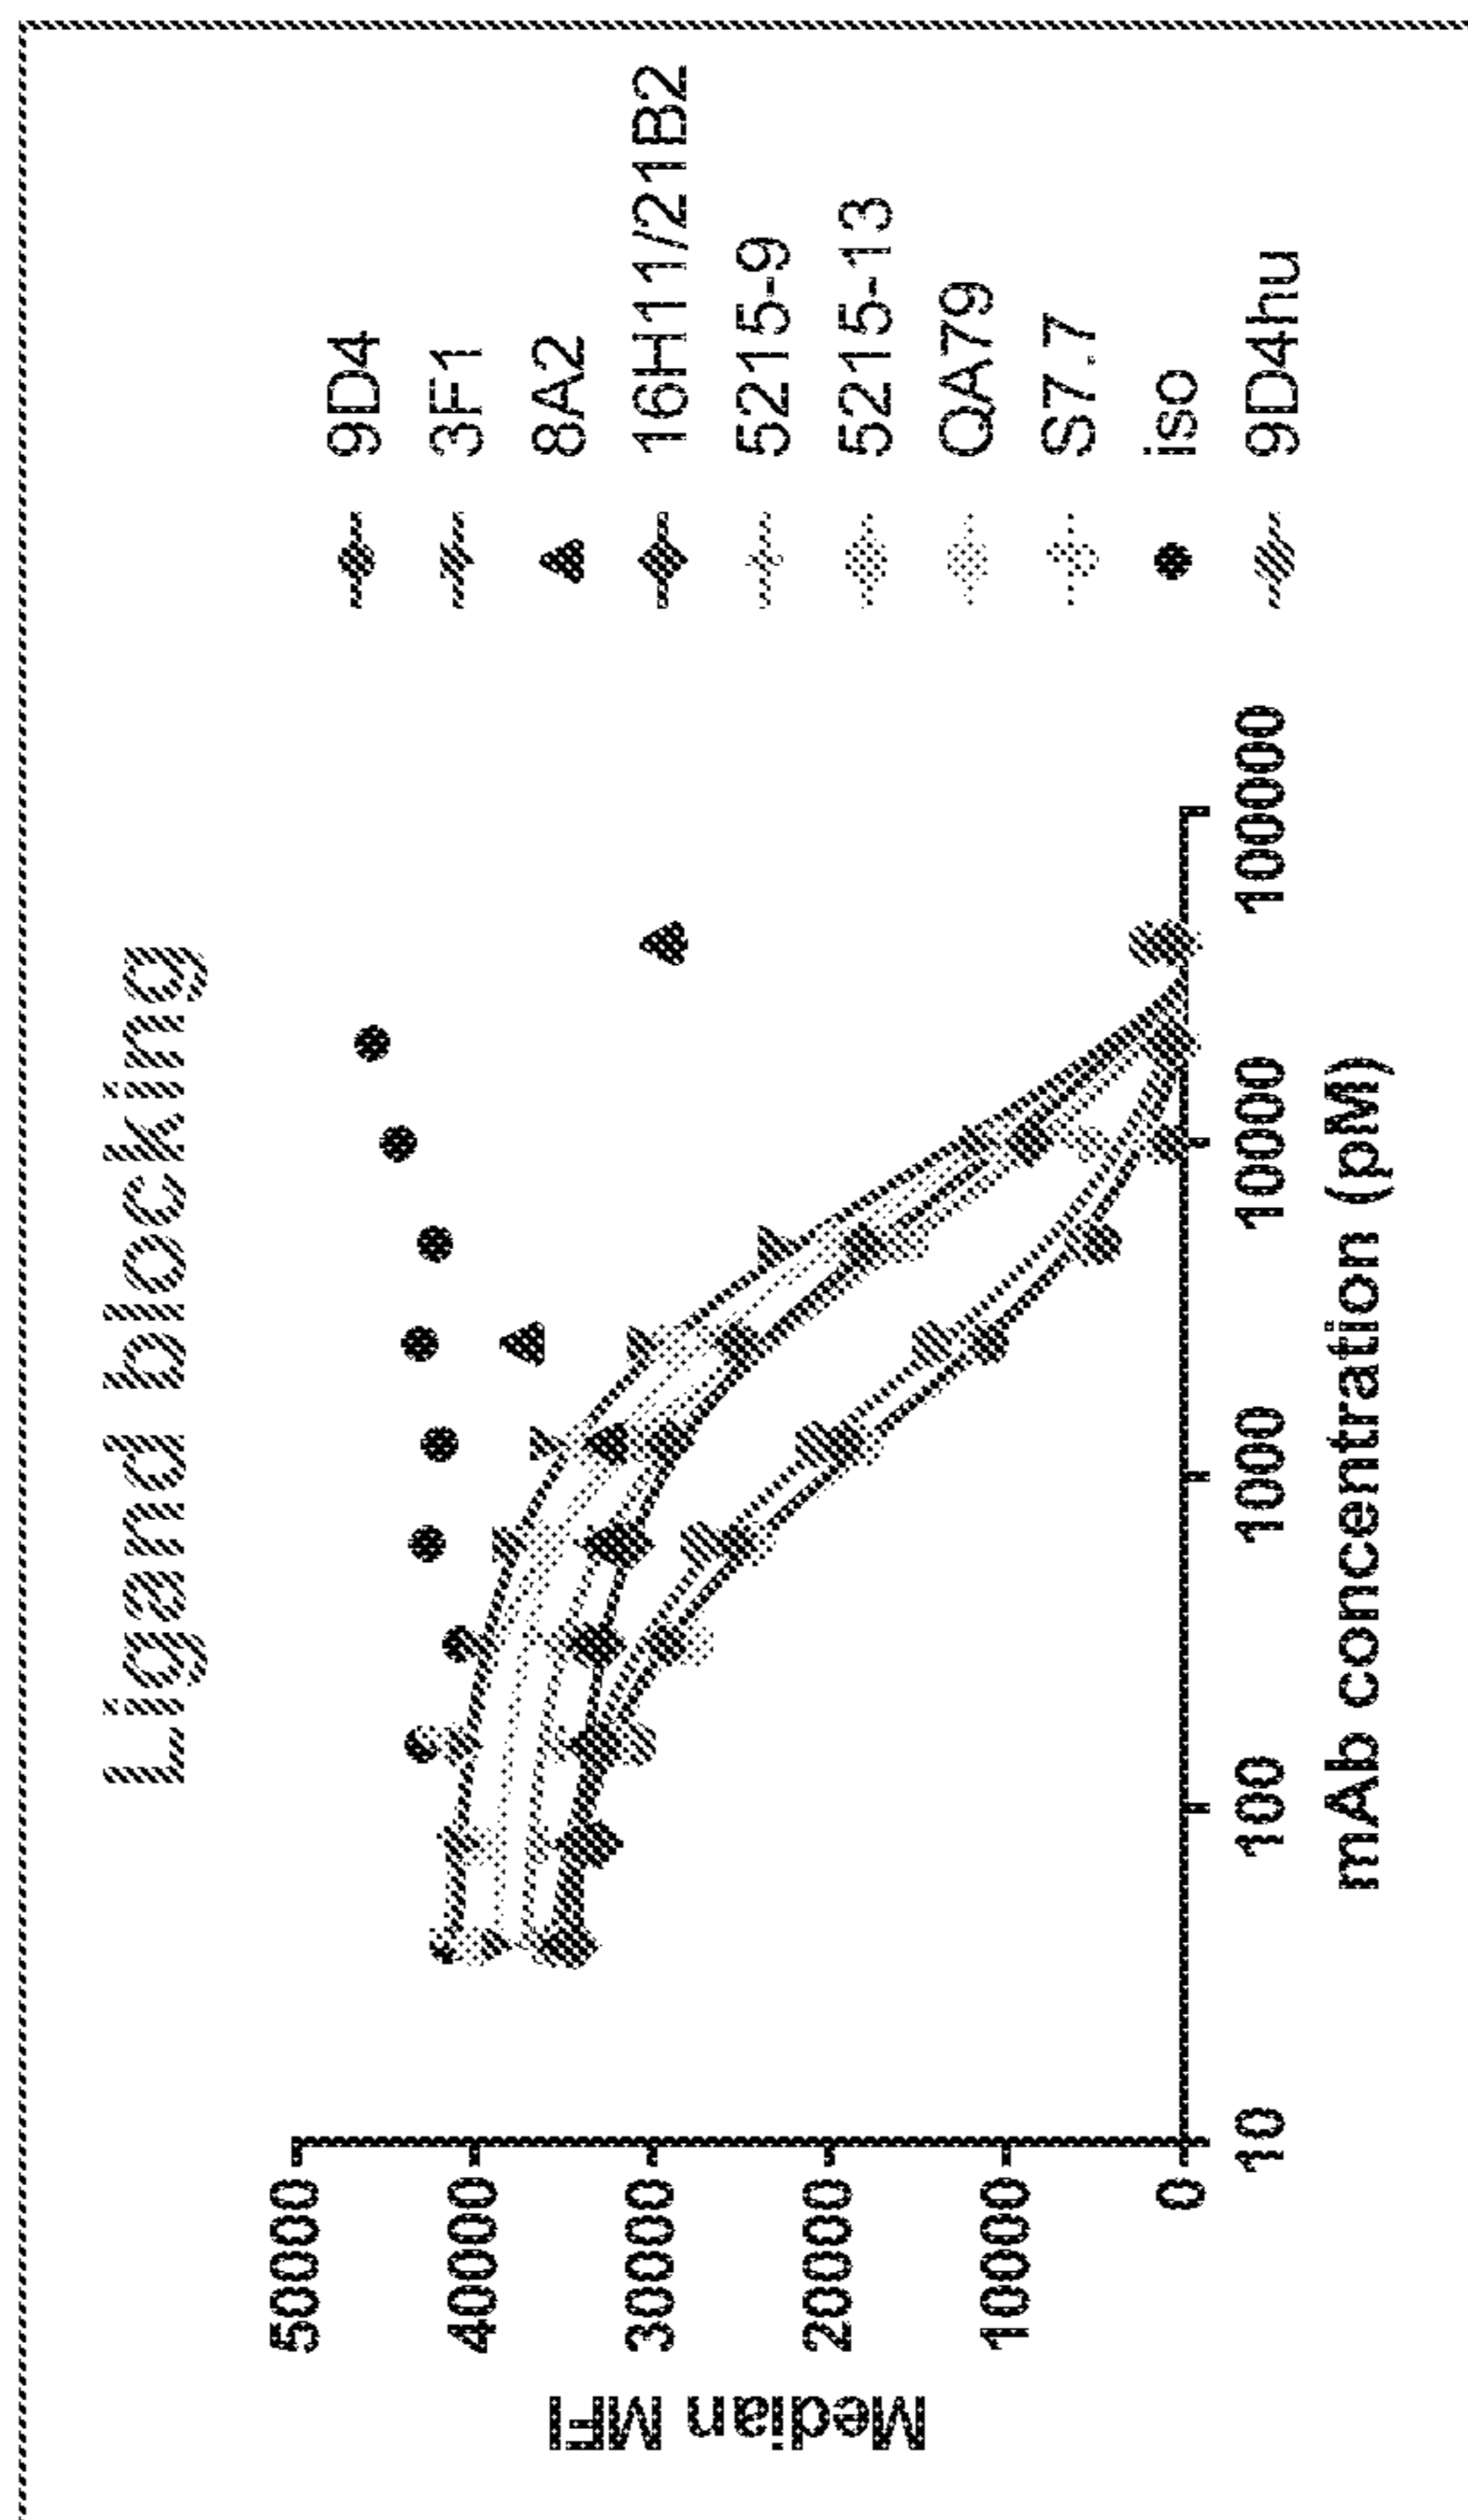 Ligand blocking
Median MFI
50000
40000
30000
20000
10000
0
10
100
1000
10000
100000
mAb concentration (pM)
9D4
3F1
8A2
16H11/21B2
5215-9
5215-13
QA79
S7.7
iso
9D4hu